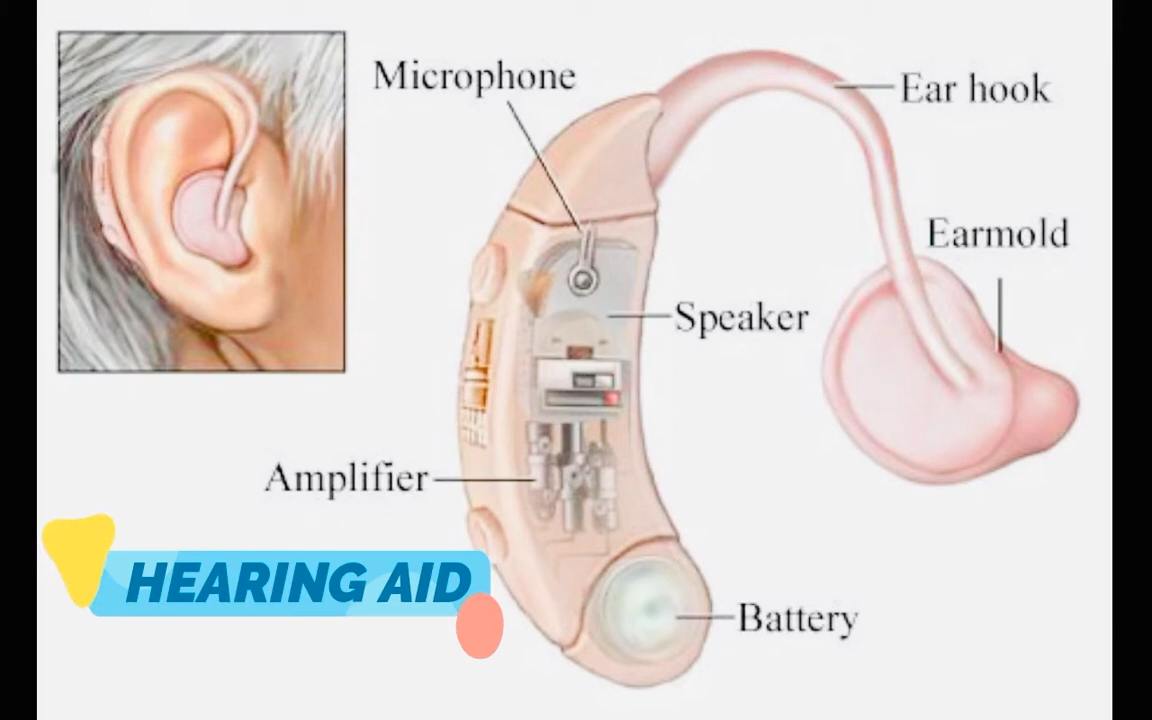 Microphone
Ear hook
Earmold
Speaker
Amplifier
HEARING AID
Battery